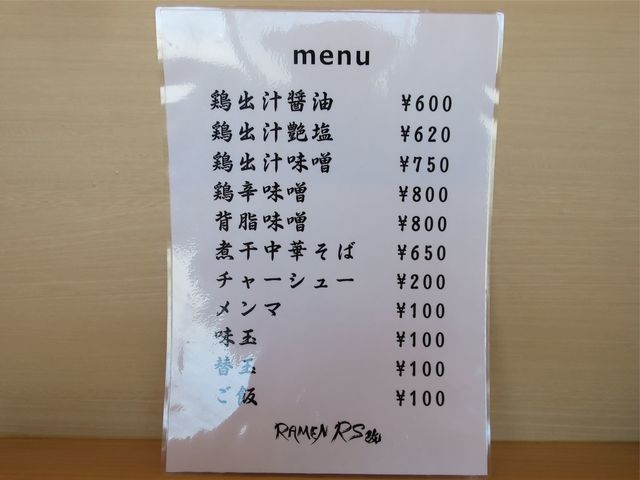 menu
鶏出汁醤油 ¥600
鶏出汁艶塩 ¥620
鶏出汁味噌 ¥750
鶏辛味噌 ¥800
背脂味噌 ¥800
煮干中華そば ¥650
チャーシュー ¥200
メンマ ¥100
味玉 ¥100
替玉 ¥100
ご飯 ¥100
RAMEN RS改